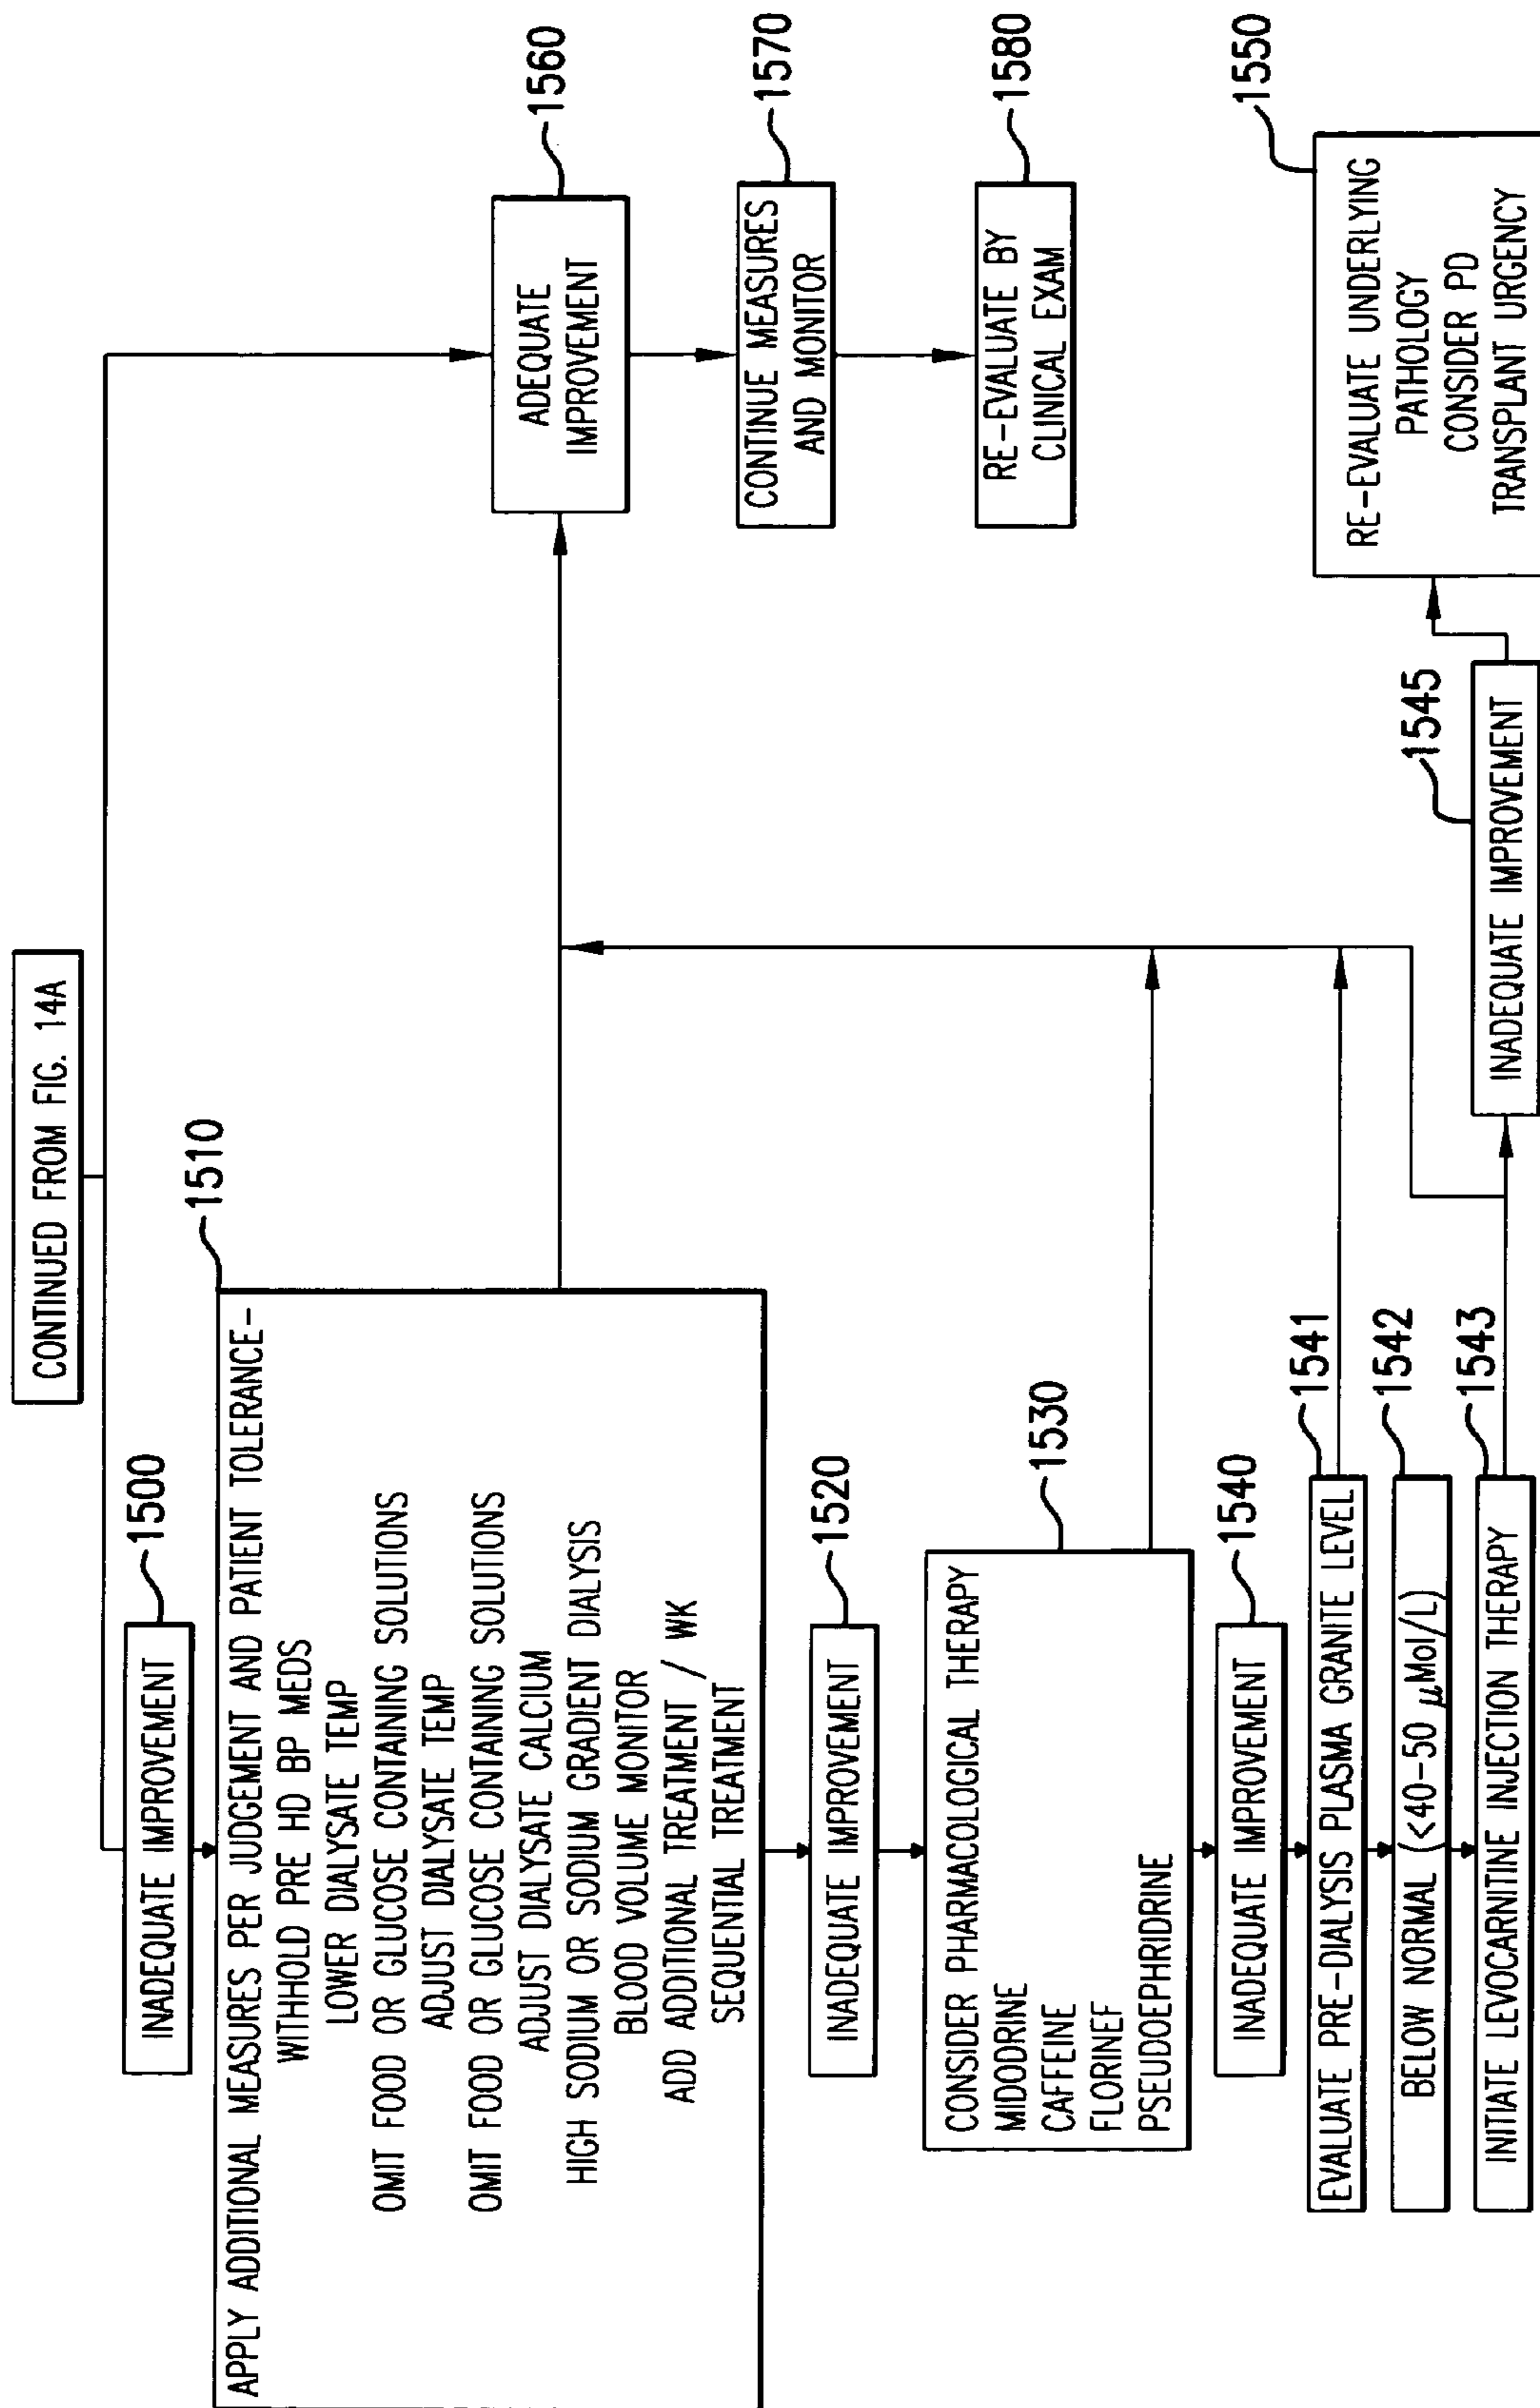 CONTINUED FROM FIG. 14A
INADEQUATE IMPROVEMENT
1500
APPLY ADDITIONAL MEASURES PER JUDGEMENT AND PATIENT TOLERANCE-
WITHHOLD PRE HD BP MEDS
LOWER DIALYSATE TEMP
OMIT FOOD OR GLUCOSE CONTAINING SOLUTIONS
ADJUST DIALYSATE TEMP
OMIT FOOD OR GLUCOSE CONTAINING SOLUTIONS
ADJUST DIALYSATE CALCIUM
HIGH SODIUM OR SODIUM GRADIENT DIALYSIS
BLOOD VOLUME MONITOR
ADD ADDITIONAL TREATMENT / WK
SEQUENTIAL TREATMENT
1510
INADEQUATE IMPROVEMENT
1520
CONSIDER PHARMACOLOGICAL THERAPY
MIDODRINE
CAFFEINE
FLORINEF
PSEUDOEPHRIDRINE
1530
INADEQUATE IMPROVEMENT
1540
EVALUATE PRE-DIALYSIS PLASMA GRANITE LEVEL
1541
BELOW NORMAL (<40-50 μMol/L)
1542
INITIATE LEVOCARNITINE INJECTION THERAPY
1543
INADEQUATE IMPROVEMENT
1545
RE-EVALUATE UNDERLYING
PATHOLOGY
CONSIDER PD
TRANSPLANT URGENCY
1550
ADEQUATE
IMPROVEMENT
1560
CONTINUE MEASURES
AND MONITOR
1570
RE-EVALUATE BY
CLINICAL EXAM
1580